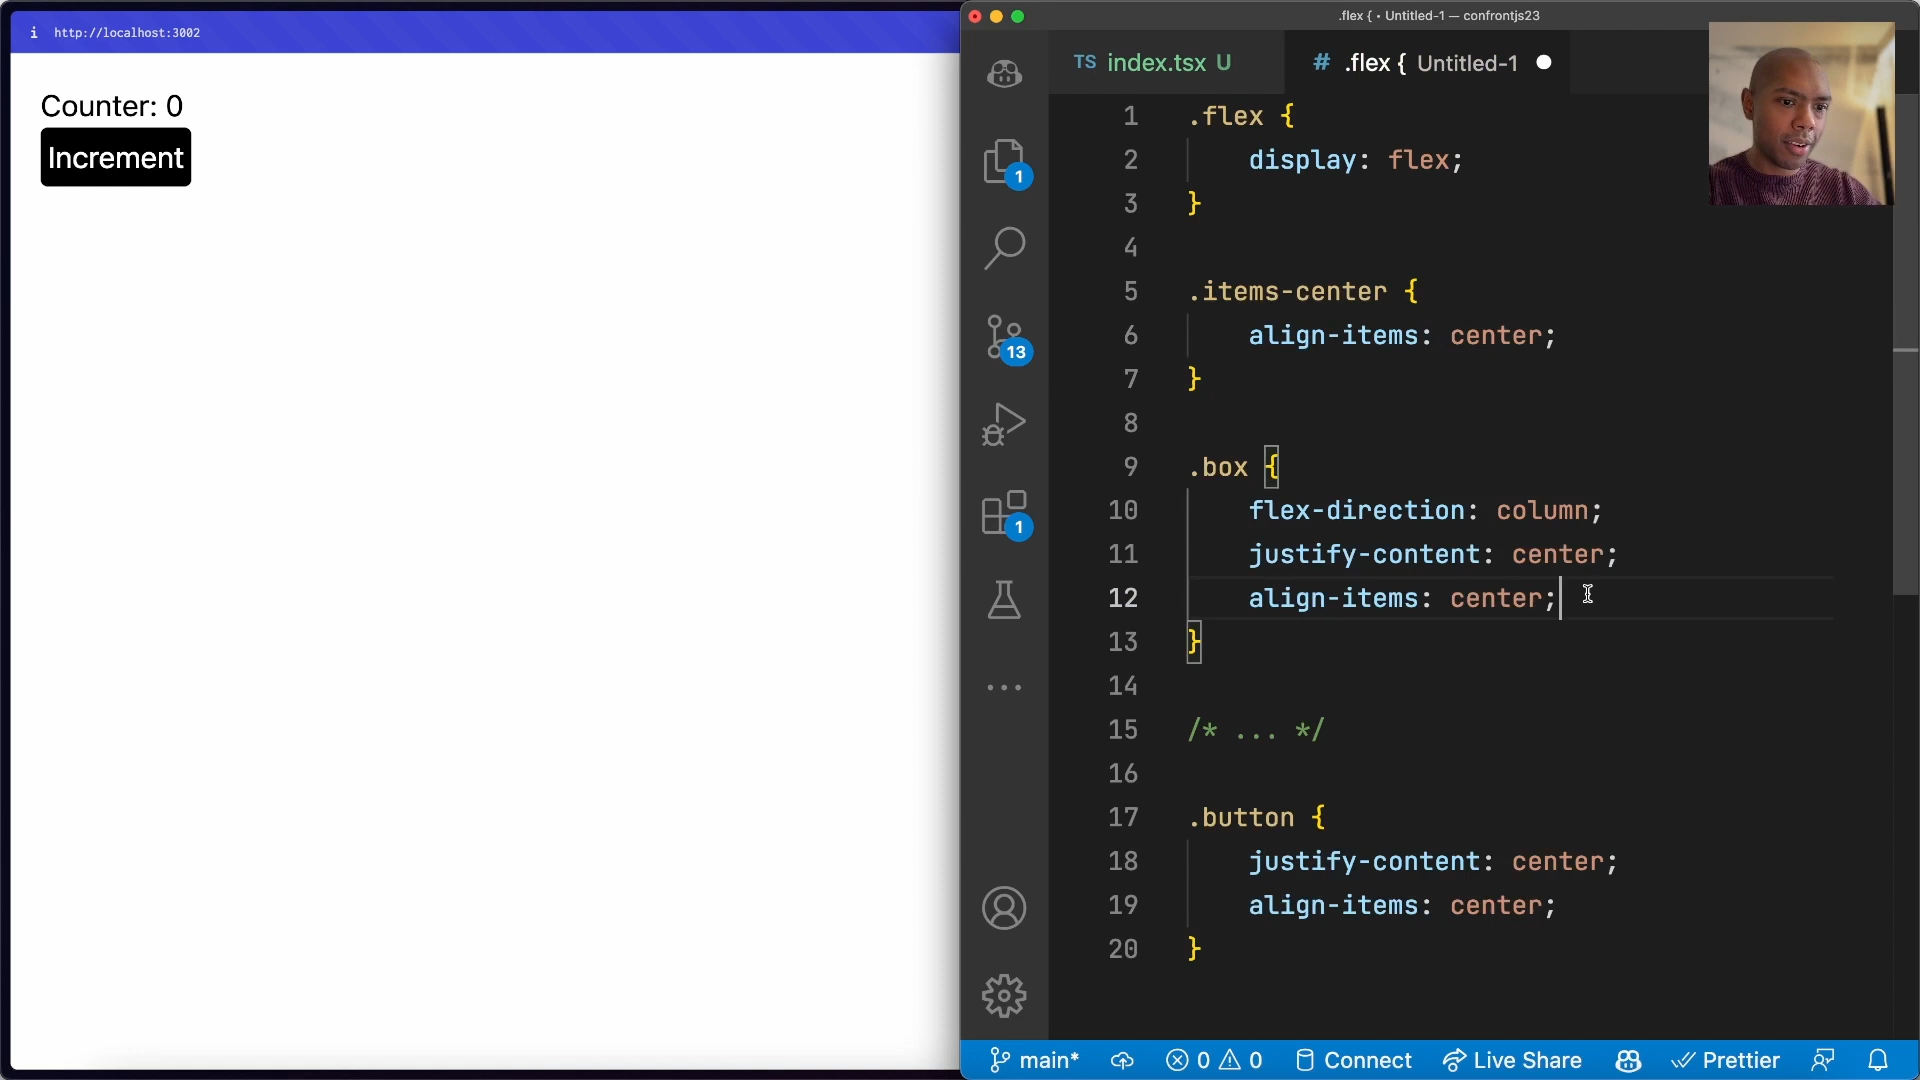 i http://localhost:3002
Counter: 0
Increment
.flex { • Untitled-1 — confrontjs23
TS index.tsx U
# .flex { Untitled-1
1 .flex {
2 display: flex;
3 }
4
5 .items-center {
6 align-items: center;
7 }
8
9 .box {
10 flex-direction: column;
11 justify-content: center;
12 align-items: center;
13 }
14
15 /* ... */
16
17 .button {
18 justify-content: center;
19 align-items: center;
20 }
1
13
1
main* 0 0 Connect Live Share Prettier